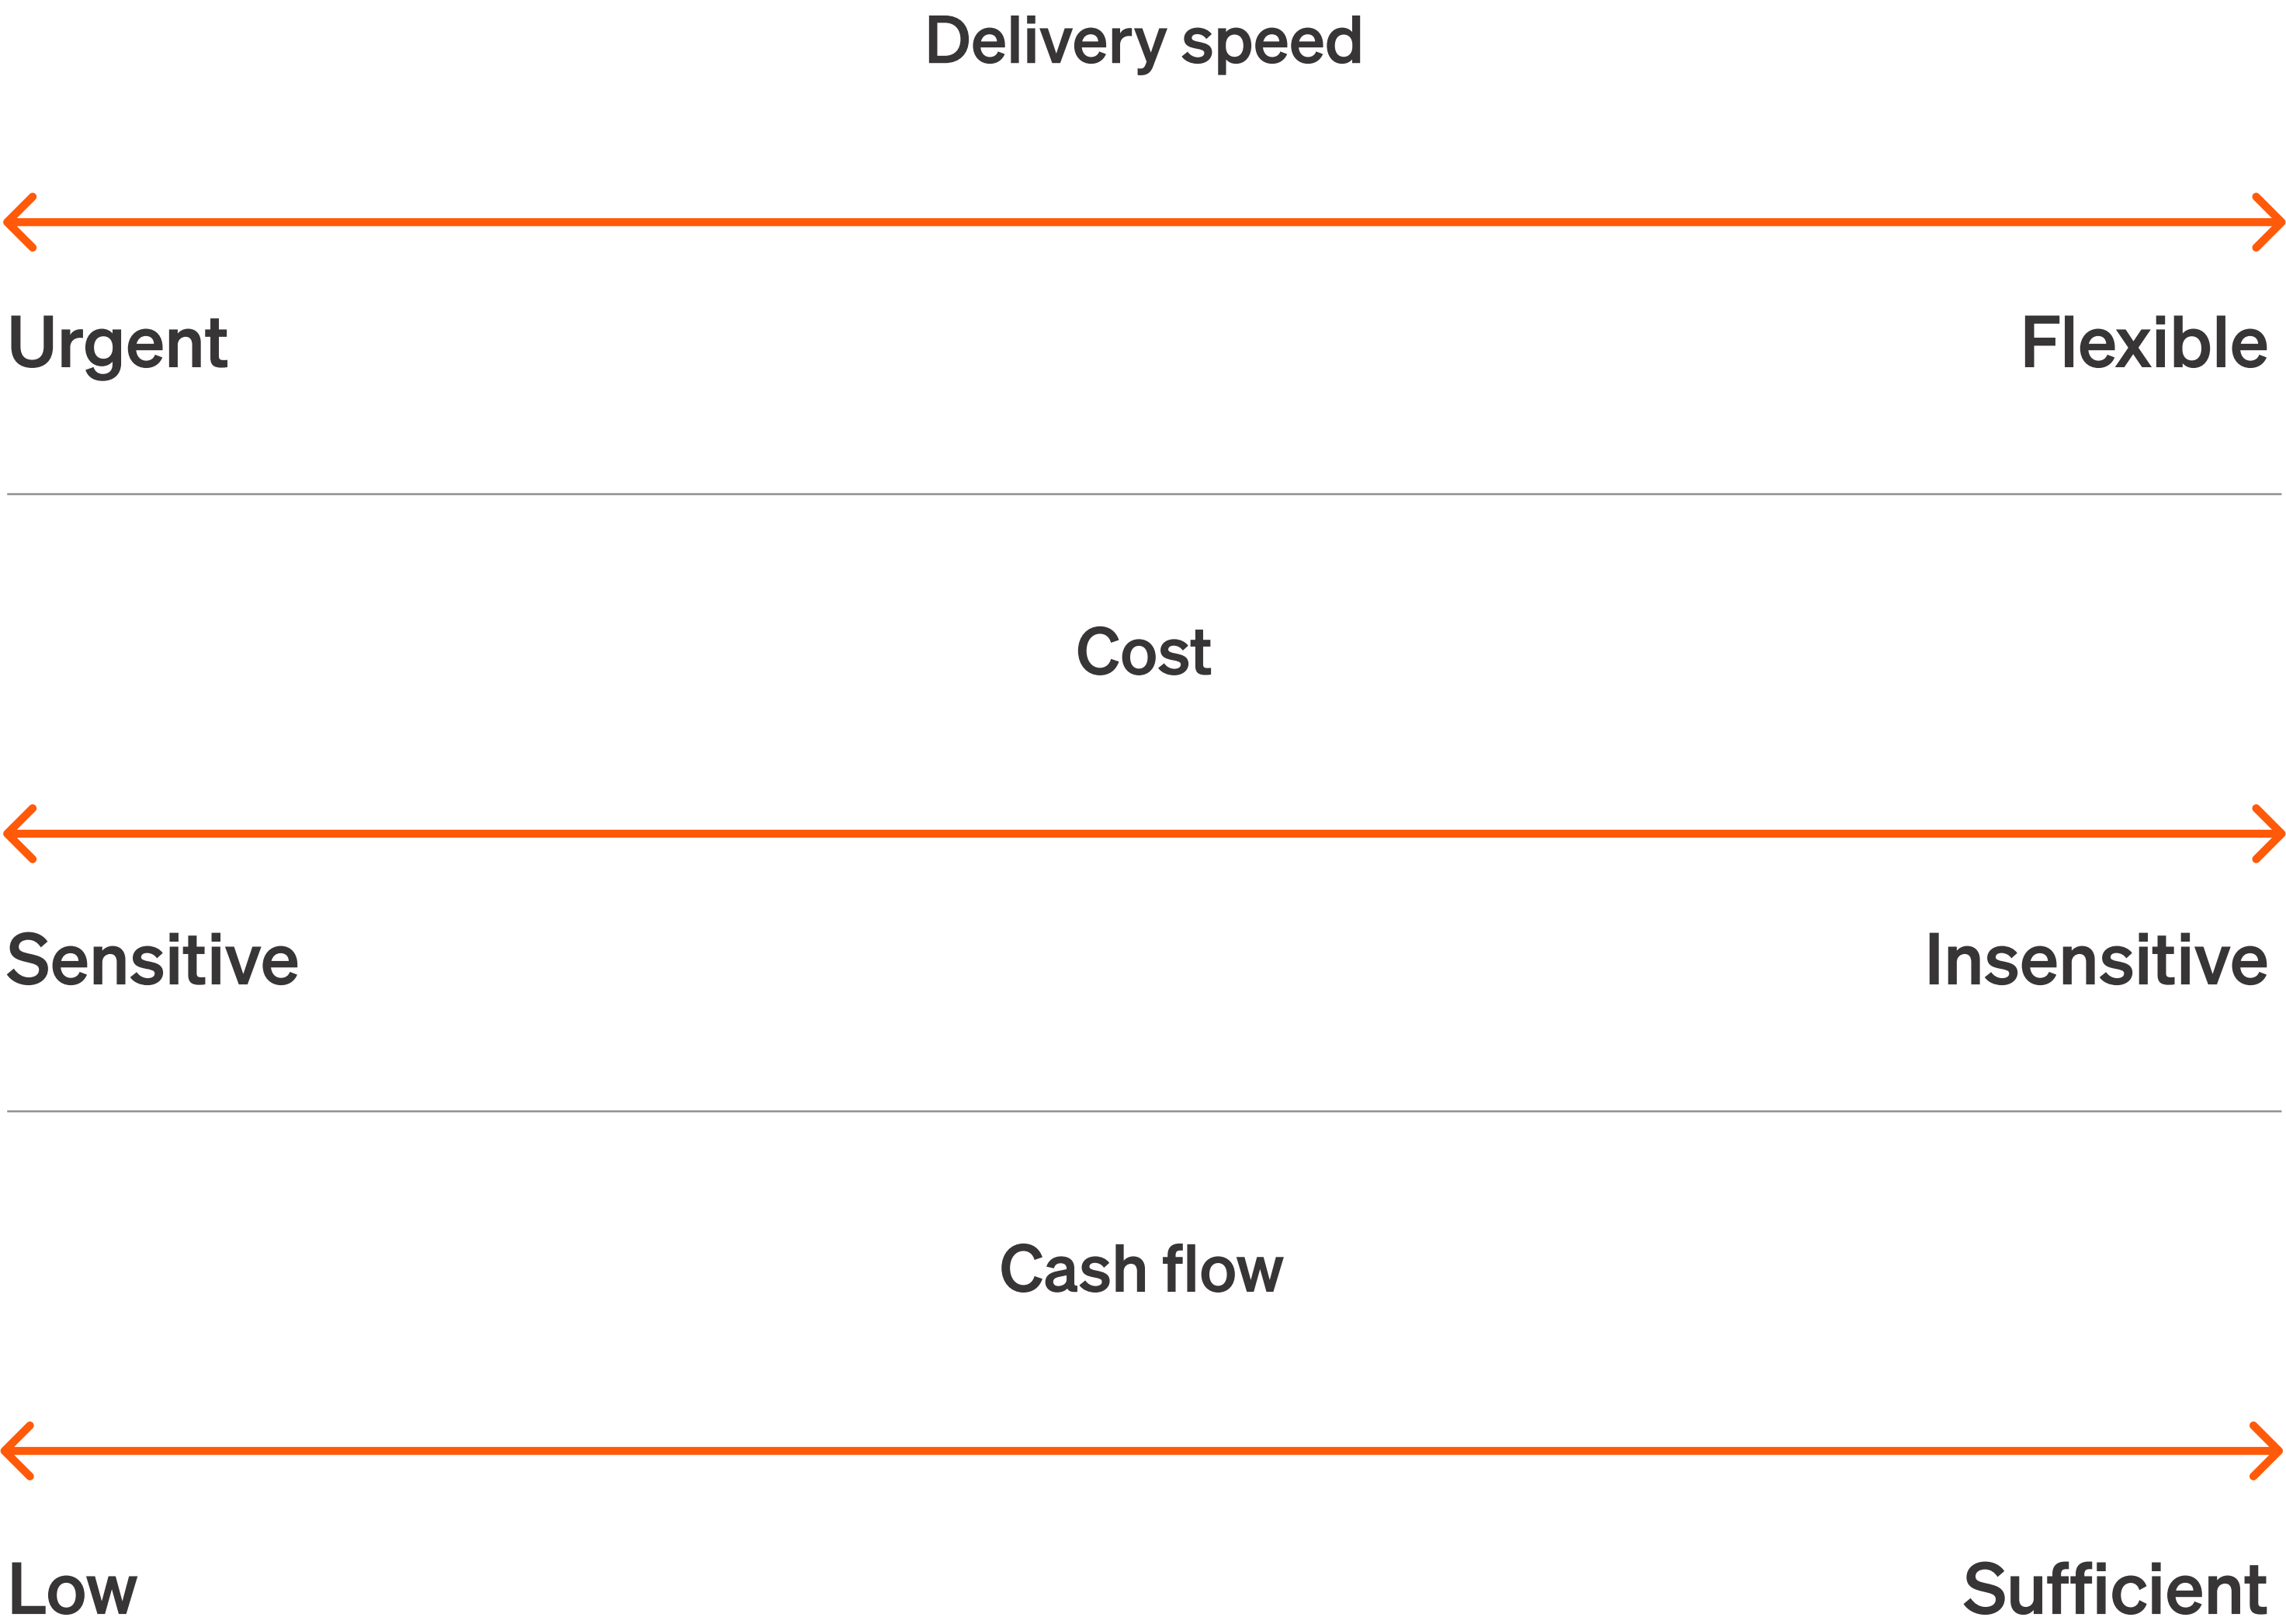 Delivery speed
Urgent Flexible
Cost
Sensitive Insensitive
Cash flow
Low Sufficient